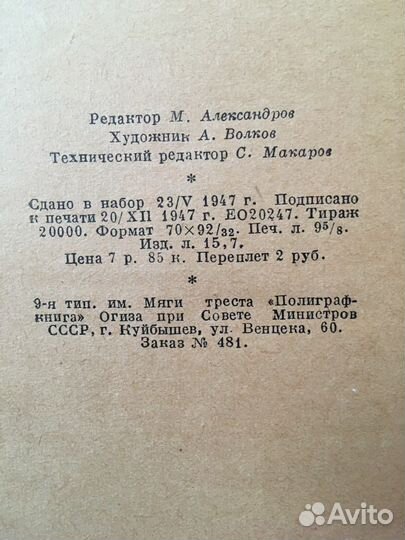 Редактор М. Александров
Художник А. Волков
Технический редактор С. Макаров
*
Сдано в набор 23/V 1947 г. Подписано
к печати 20/XII 1947 г. ЕО20247. Тираж
20000. Формат 70×92/32. Печ. л. 9⁵/₈.
Изд. л. 15,7.
Цена 7 р. 85 к. Переплет 2 руб.
*
9-я тип. им. Мяги треста «Полиграф-
книга» Огиза при Совете Министров
СССР, г. Куйбышев, ул. Венцека, 60.
Заказ № 481.
Avito